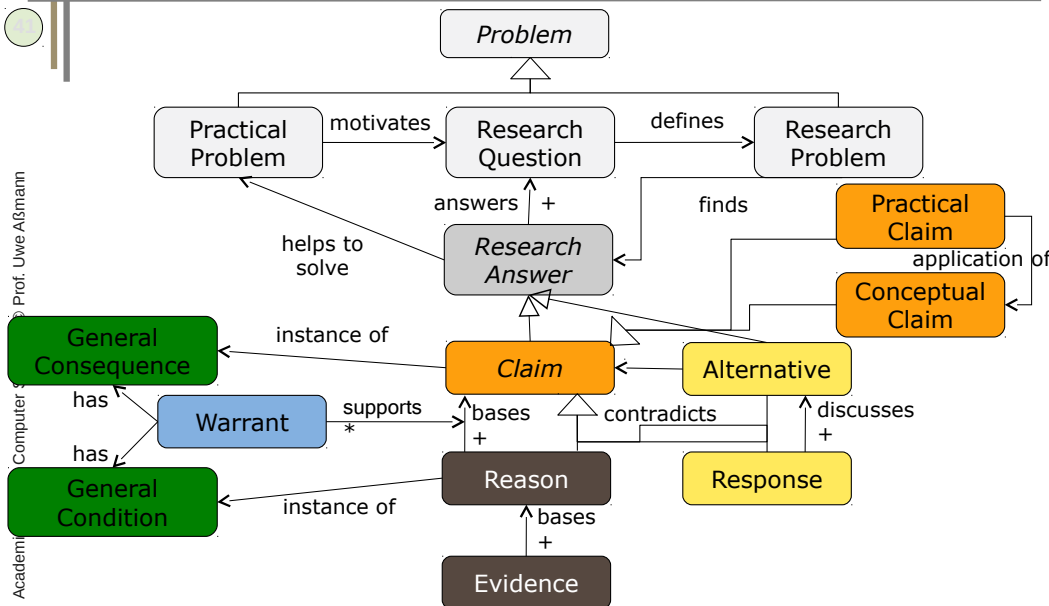 41
Problem
Practical
Problem
motivates
Research
Question
defines
Research
Problem
answers
+
finds
Practical
Claim
helps to
solve
Research
Answer
application of
Conceptual
Claim
General
Consequence
instance of
Claim
Alternative
has
Warrant
supports
*
bases
+
contradicts
discusses
+
has
General
Condition
instance of
Reason
Response
bases
+
Evidence
Academi
Computer
Prof. Uwe Aßmann